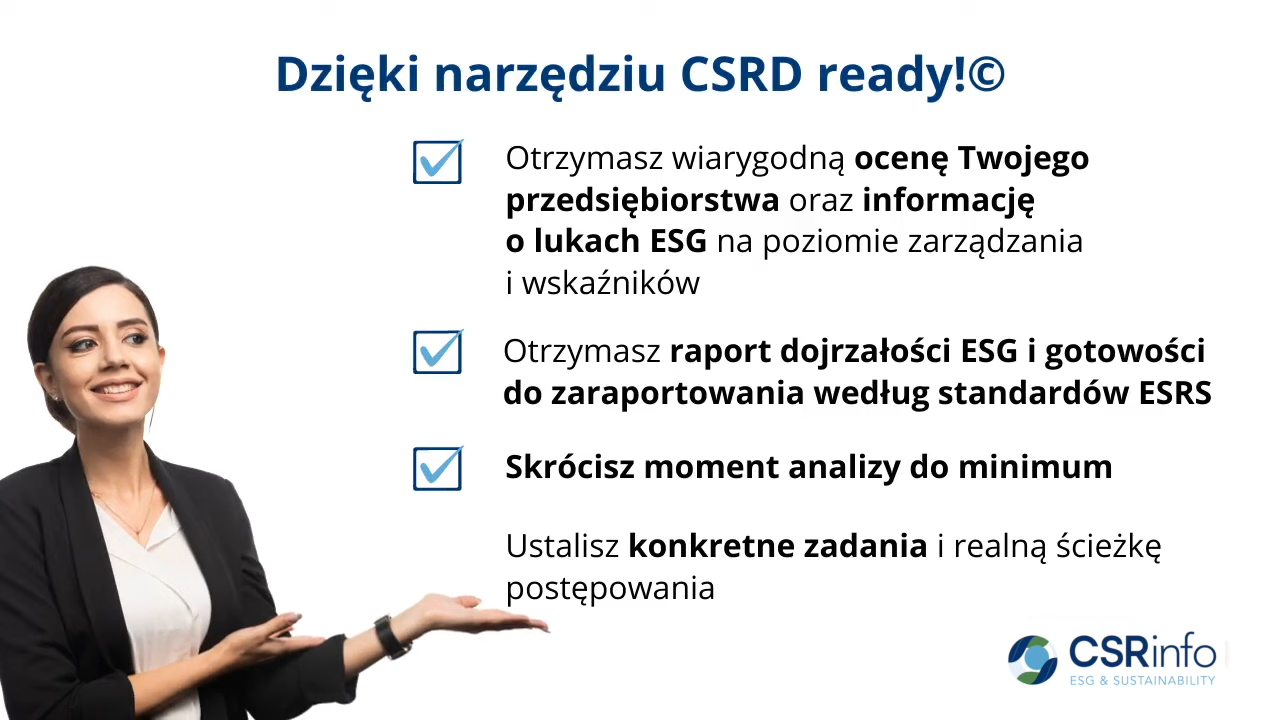 Dzięki narzędziu CSRD ready!©
Otrzymasz wiarygodną ocenę Twojego
przedsiębiorstwa oraz informację
o lukach ESG na poziomie zarządzania
i wskaźników
Otrzymasz raport dojrzałości ESG i gotowości
do zaraportowania według standardów ESRS
Skrócisz moment analizy do minimum
Ustalisz konkretne zadania i realną ścieżkę
postępowania
CSRinfo
ESG & SUSTAINABILITY